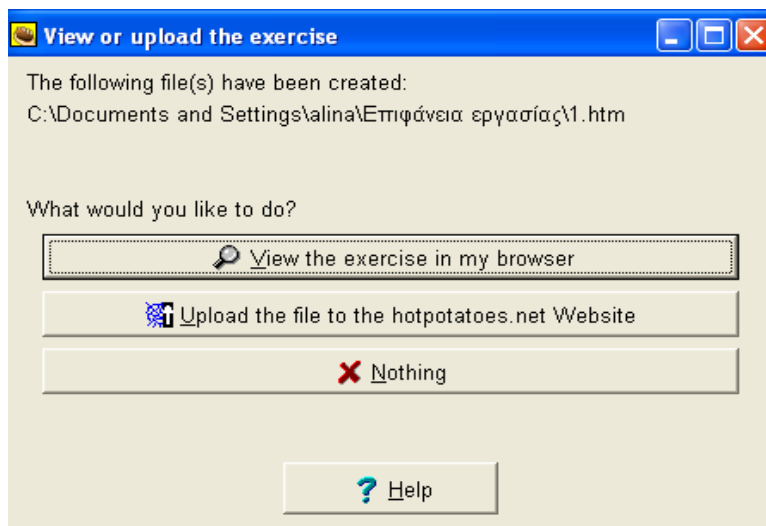 View or upload the exercise
The following file(s) have been created:
C:\Documents and Settings\alina\Επιφάνεια εργασίας\1.htm
What would you like to do?
View the exercise in my browser
Upload the file to the hotpotatoes.net Website
Nothing
? Help